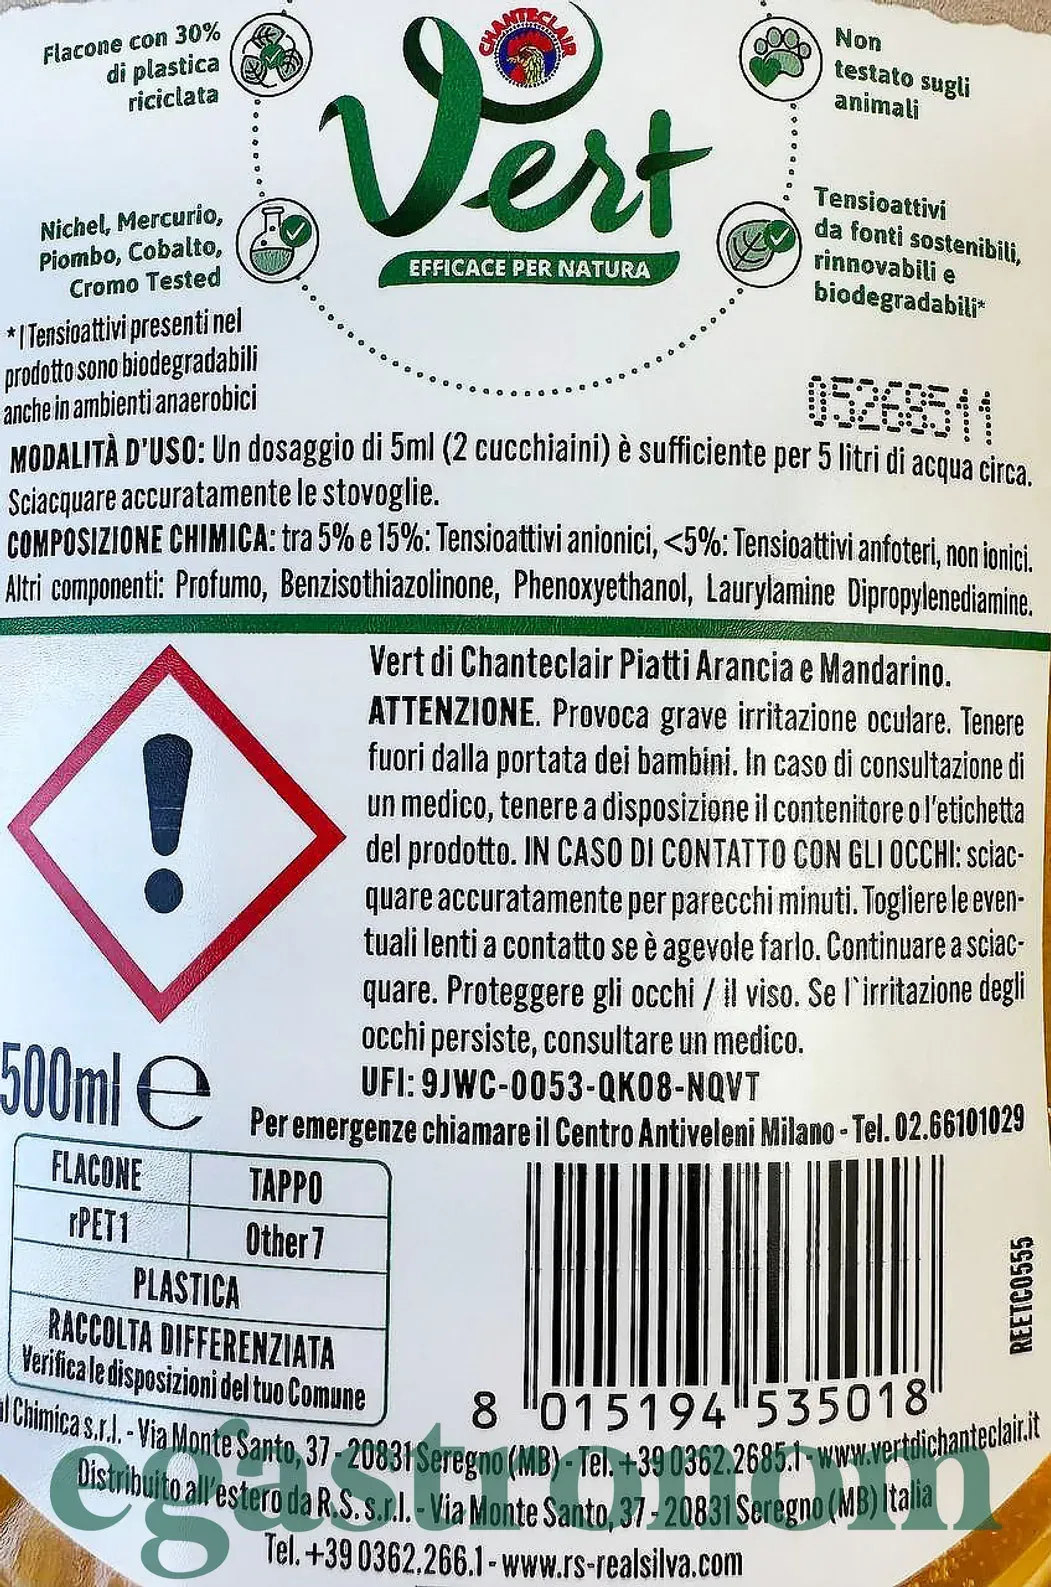 Flacone con 30%
di plastica
riciclata
CHANTECLAIR
Vert
EFFICACE PER NATURA
Non
testato sugli
animali
Nichel, Mercurio,
Piombo, Cobalto,
Cromo Tested
Tensioattivi
da fonti sostenibili,
rinnovabili e
biodegradabili*
* I Tensioattivi presenti nel
prodotto sono biodegradabili
anche in ambienti anaerobici
05268511
MODALITÀ D'USO: Un dosaggio di 5ml (2 cucchiaini) è sufficiente per 5 litri di acqua circa.
Sciacquare accuratamente le stovoglie.
COMPOSIZIONE CHIMICA: tra 5% e 15%: Tensioattivi anionici, <5%: Tensioattivi anfoteri, non ionici.
Altri componenti: Profumo, Benzisothiazolinone, Phenoxyethanol, Laurylamine Dipropylenediamine.
Vert di Chanteclair Piatti Arancia e Mandarino.
ATTENZIONE. Provoca grave irritazione oculare. Tenere
fuori dalla portata dei bambini. In caso di consultazione di
un medico, tenere a disposizione il contenitore o l'etichetta
del prodotto. IN CASO DI CONTATTO CON GLI OCCHI: sciac-
quare accuratamente per parecchi minuti. Togliere le even-
tuali lenti a contatto se è agevole farlo. Continuare a sciac-
quare. Proteggere gli occhi / il viso. Se l`irritazione degli
occhi persiste, consultare un medico.
UFI: 9JWC-0053-QK08-NQVT
500ml e
Per emergenze chiamare il Centro Antiveleni Milano - Tel. 02.66101029
FLACONE TAPPO
rPET1 Other 7
PLASTICA
RACCOLTA DIFFERENZIATA
Verifica le disposizioni del tuo Comune
8 015194 535018
REETC0555
al Chimica s.r.l. - Via Monte Santo, 37 - 20831 Seregno (MB) - Tel. +39 0362.2685.1 - www.vertdichanteclair.it
Distribuito all'estero da R.S. s.r.l. - Via Monte Santo, 37 - 20831 Seregno (MB) Italia
Tel. +39 0362.266.1 - www.rs-realsilva.com
egastronom